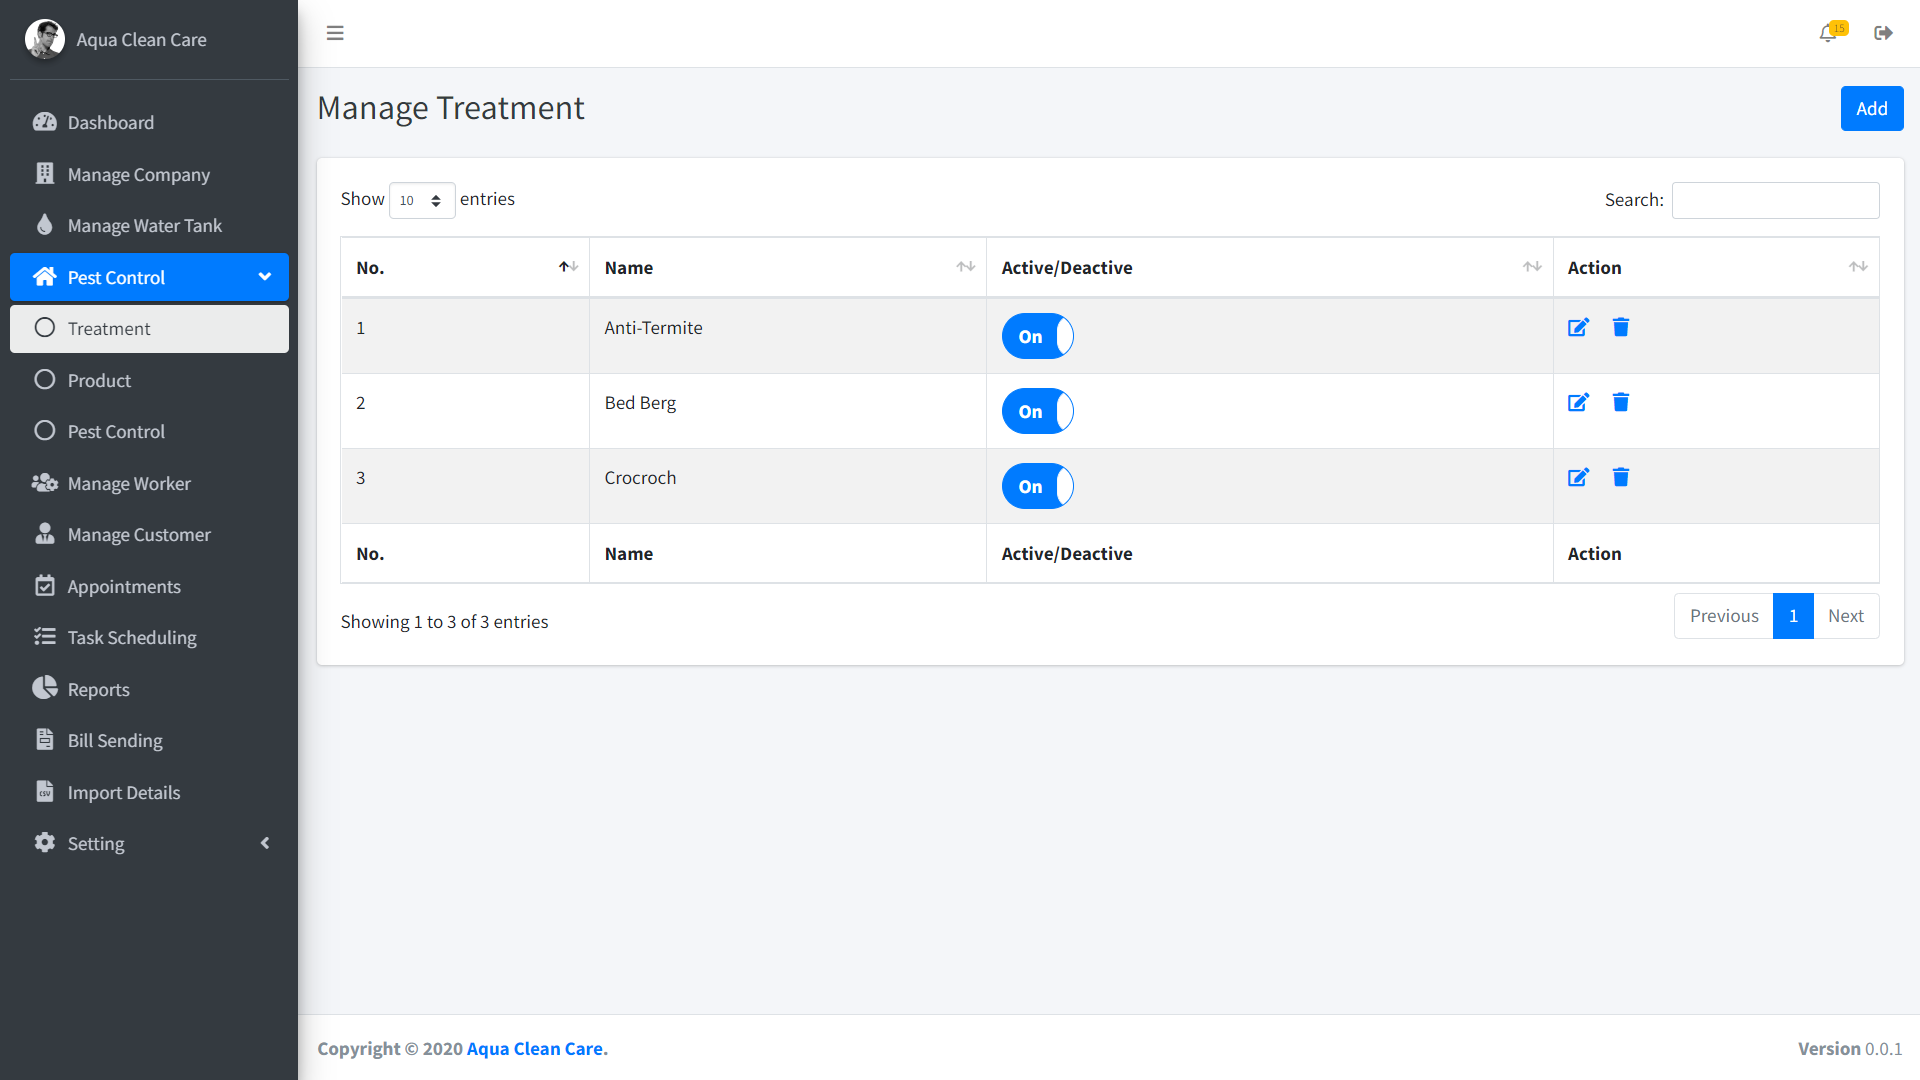 Aqua Clean Care
15
Dashboard
Manage Company
Manage Water Tank
Pest Control
Treatment
Product
Pest Control
Manage Worker
Manage Customer
Appointments
Task Scheduling
Reports
Bill Sending
Import Details
Setting
Manage Treatment
Add
Show 10 entries
Search:
No. Name Active/Deactive Action
1 Anti-Termite On
2 Bed Berg On
3 Crocroch On
No. Name Active/Deactive Action
Showing 1 to 3 of 3 entries
Previous 1 Next
Copyright © 2020 Aqua Clean Care.
Version 0.0.1